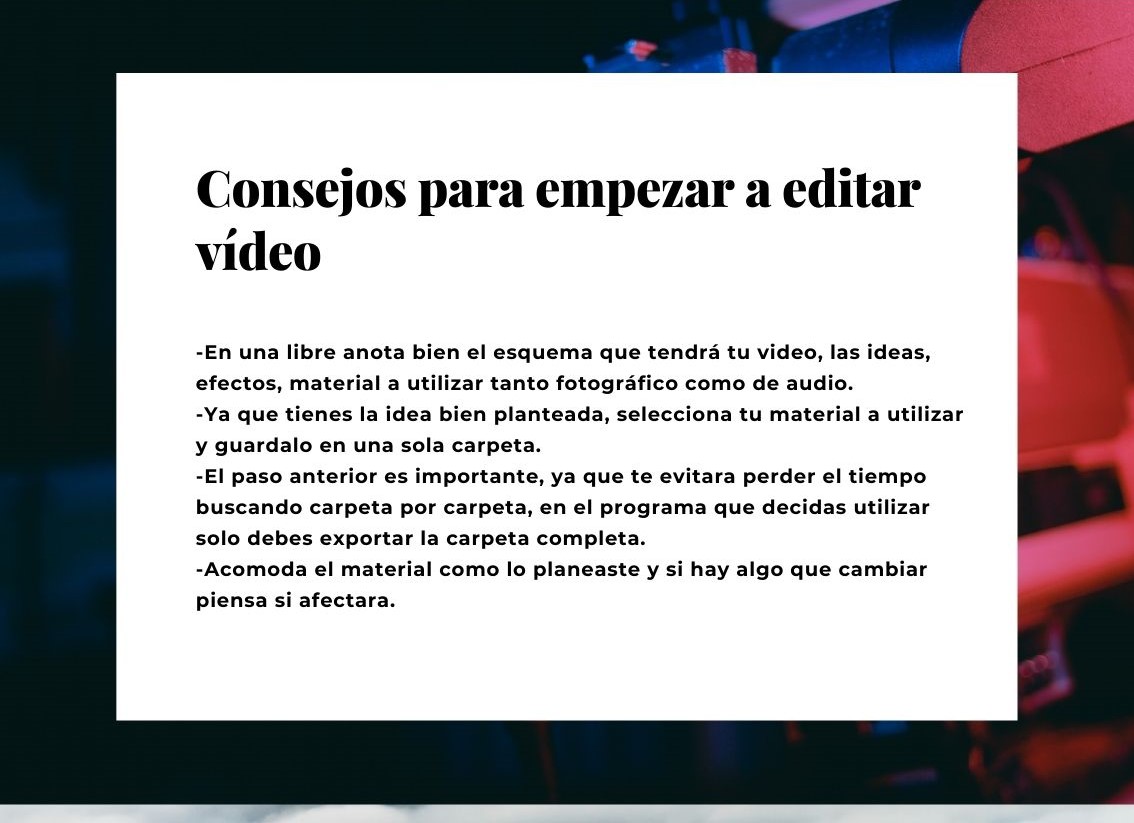 Consejos para empezar a editar
vídeo
-En una libre anota bien el esquema que tendrá tu video, las ideas,
efectos, material a utilizar tanto fotográfico como de audio.
-Ya que tienes la idea bien planteada, selecciona tu material a utilizar
y guardalo en una sola carpeta.
-El paso anterior es importante, ya que te evitara perder el tiempo
buscando carpeta por carpeta, en el programa que decidas utilizar
solo debes exportar la carpeta completa.
-Acomoda el material como lo planeaste y si hay algo que cambiar
piensa si afectara.